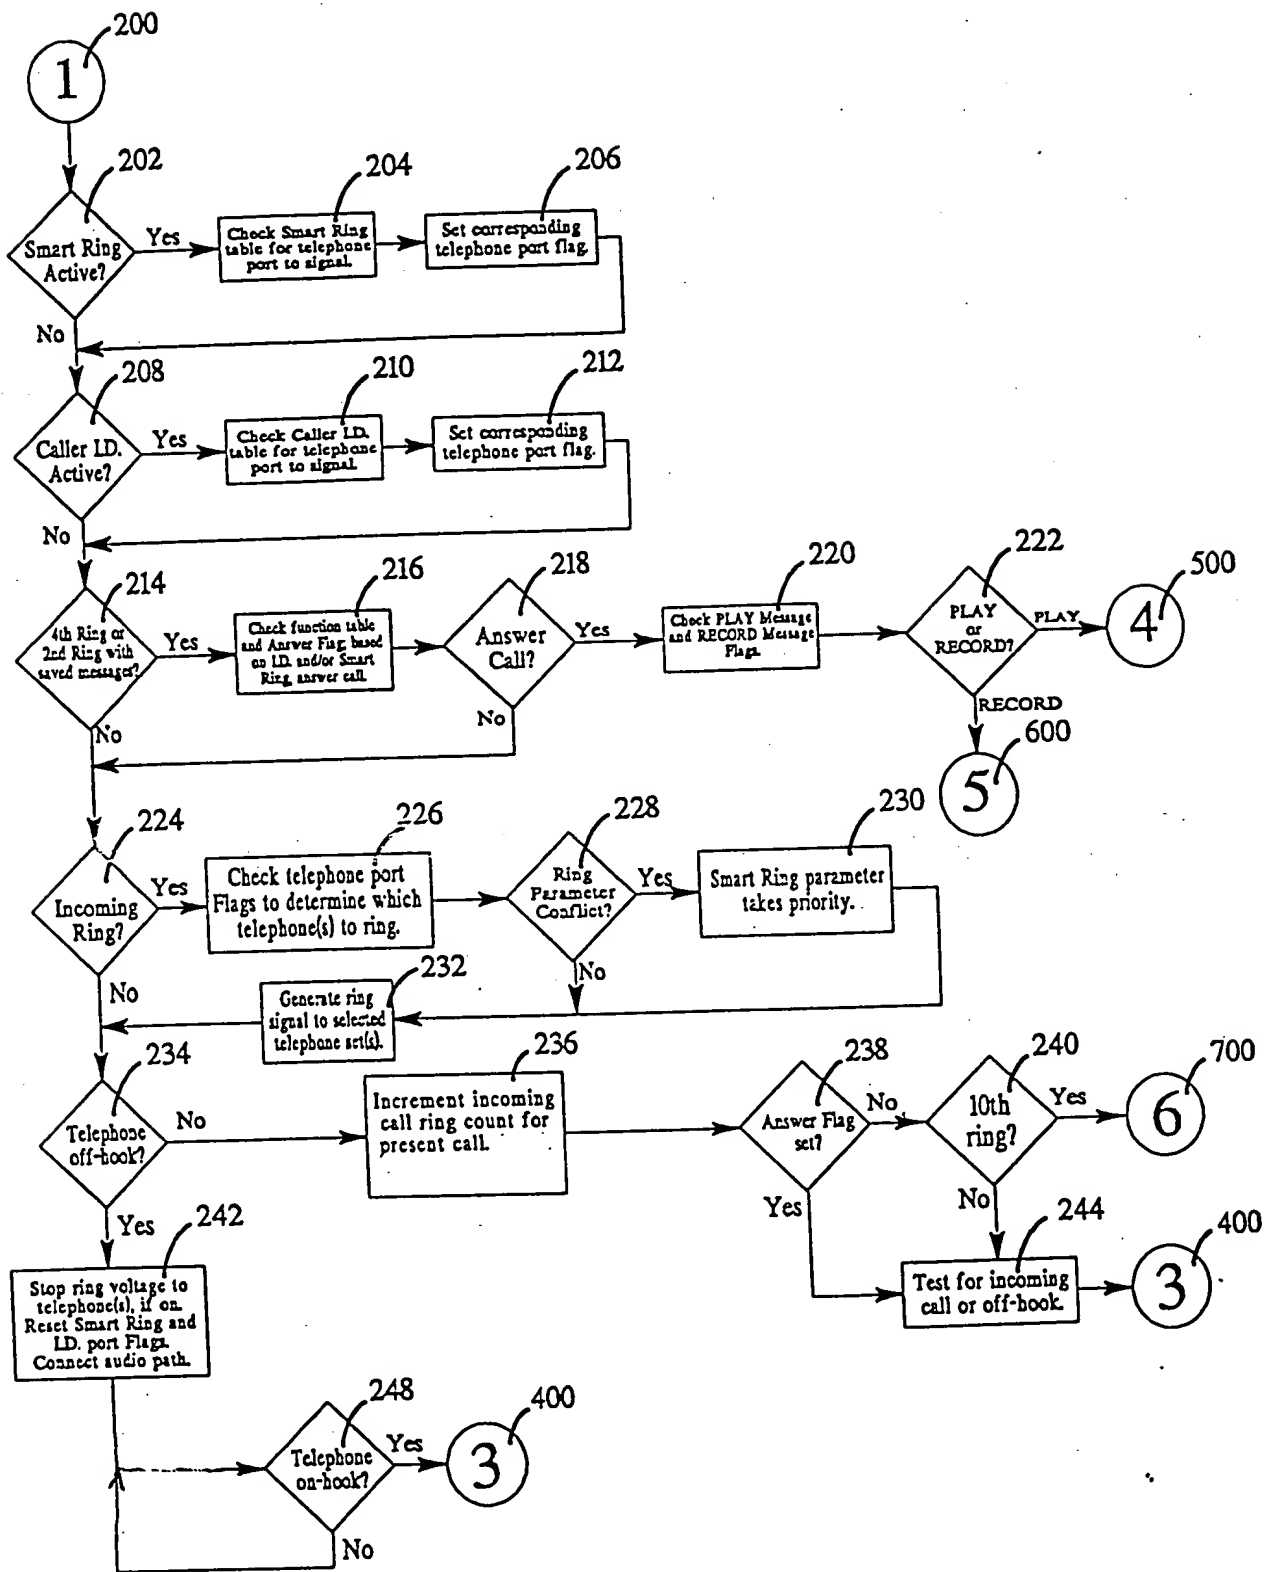 200
1
202
204
206
Smart Ring
Active?
Yes
Check Smart Ring
table for telephone
port to signal.
Set corresponding
telephone port flag.
No
208
210
212
Caller I.D.
Active?
Yes
Check Caller I.D.
table for telephone
port to signal.
Set corresponding
telephone port flag.
No
214
216
218
220
222
500
4th Ring or
2nd Ring with
saved messages?
Yes
Check function table
and Answer Flag, based
on I.D. and/or Smart
Ring, answer call.
Answer
Call?
Yes
Check PLAY Message
and RECORD Message
Flags.
PLAY
or
RECORD?
PLAY
4
No
No
RECORD
600
5
224
226
228
230
Incoming
Ring?
Yes
Check telephone port
Flags to determine which
telephone(s) to ring.
Ring
Parameter
Conflict?
Yes
Smart Ring parameter
takes priority.
No
No
232
Generate ring
signal to selected
telephone set(s).
234
236
238
240
700
Telephone
off-hook?
No
Increment incoming
call ring count for
present call.
Answer Flag
set?
No
10th
ring?
Yes
6
Yes
Yes
No
242
244
400
Stop ring voltage to
telephone(s), if on.
Reset Smart Ring and
I.D. port Flags.
Connect audio path.
Test for incoming
call or off-hook.
3
248
400
Telephone
on-hook?
Yes
3
No